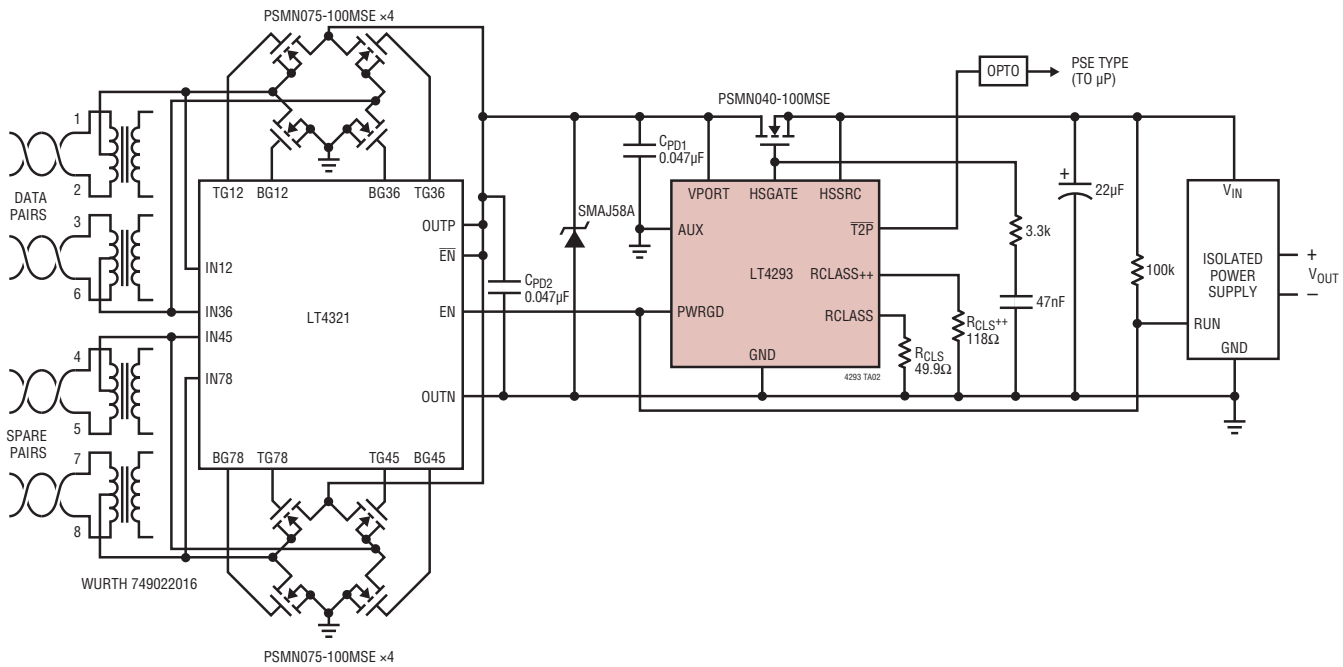 PSMN075-100MSE ×4
OPTO
PSE TYPE
(TO µP)
PSMN040-100MSE
1
2
DATA
PAIRS
3
6
4
5
SPARE
PAIRS
7
8
WURTH 749022016
TG12
BG12
BG36
TG36
OUTP
EN
IN12
IN36
IN45
IN78
LT4321
EN
OUTN
BG78
TG78
TG45
BG45
PSMN075-100MSE ×4
CPD2
0.047µF
SMAJ58A
CPD1
0.047µF
VPORT
HSGATE
HSSRC
AUX
T2P
LT4293
RCLASS++
PWRGD
RCLASS
GND
4293 TA02
RCLS
49.9Ω
RCLS++
118Ω
3.3k
47nF
+
22µF
100k
VIN
ISOLATED
POWER
SUPPLY
RUN
GND
+
VOUT
–